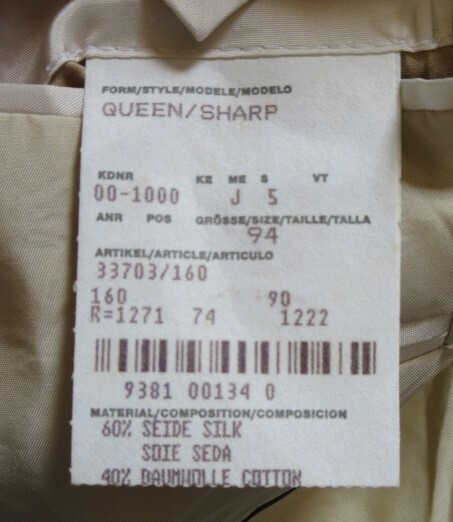 FORM/STYLE/MODELE/MODELO
QUEEN/SHARP
KDNR KE ME S VT
00-1000 J 5
ANR POS GRÖSSE/SIZE/TAILLE/TALLA
94
ARTIKEL/ARTICLE/ARTICULO
33703/160
160 90
R=1271 74 1222
9381 00134 0
MATERIAL/COMPOSITION/COMPOSICION
60% SEIDE SILK
SOIE SEDA
40% BAUMWOLLE COTTON